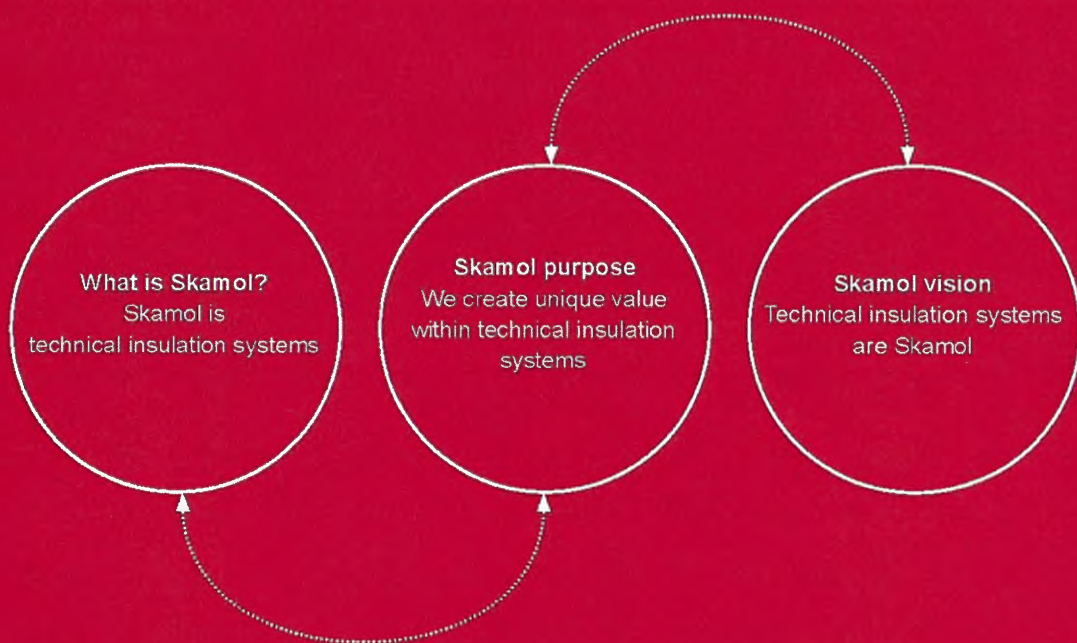 What is Skamol?
Skamol is
technical insulation systems
Skamol purpose
We create unique value
within technical insulation
systems
Skamol vision
Technical insulation systems
are Skamol